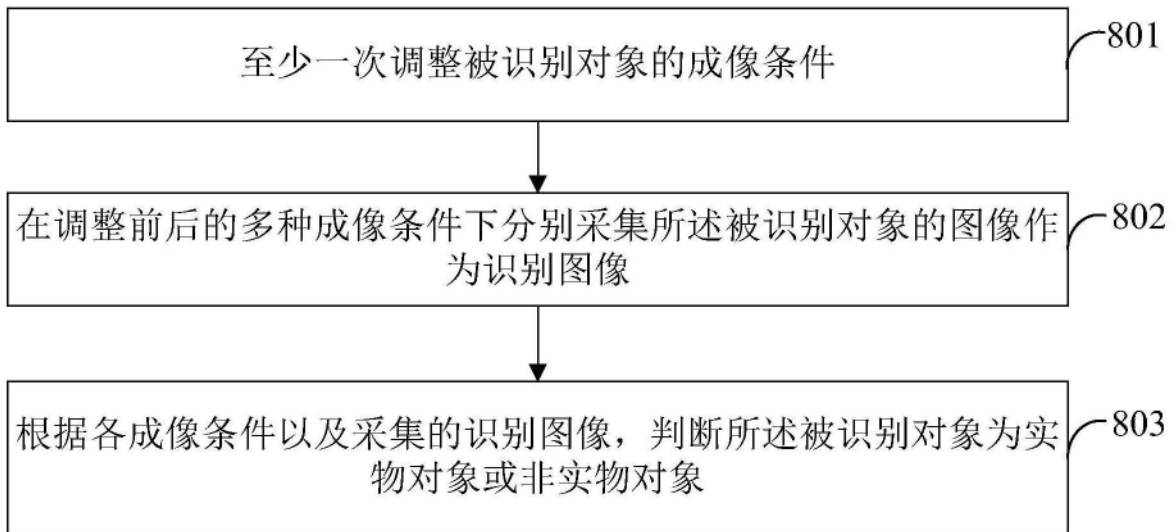 至少一次调整被识别对象的成像条件
801
在调整前后的多种成像条件下分别采集所述被识别对象的图像作
为识别图像
802
根据各成像条件以及采集的识别图像，判断所述被识别对象为实
物对象或非实物对象
803